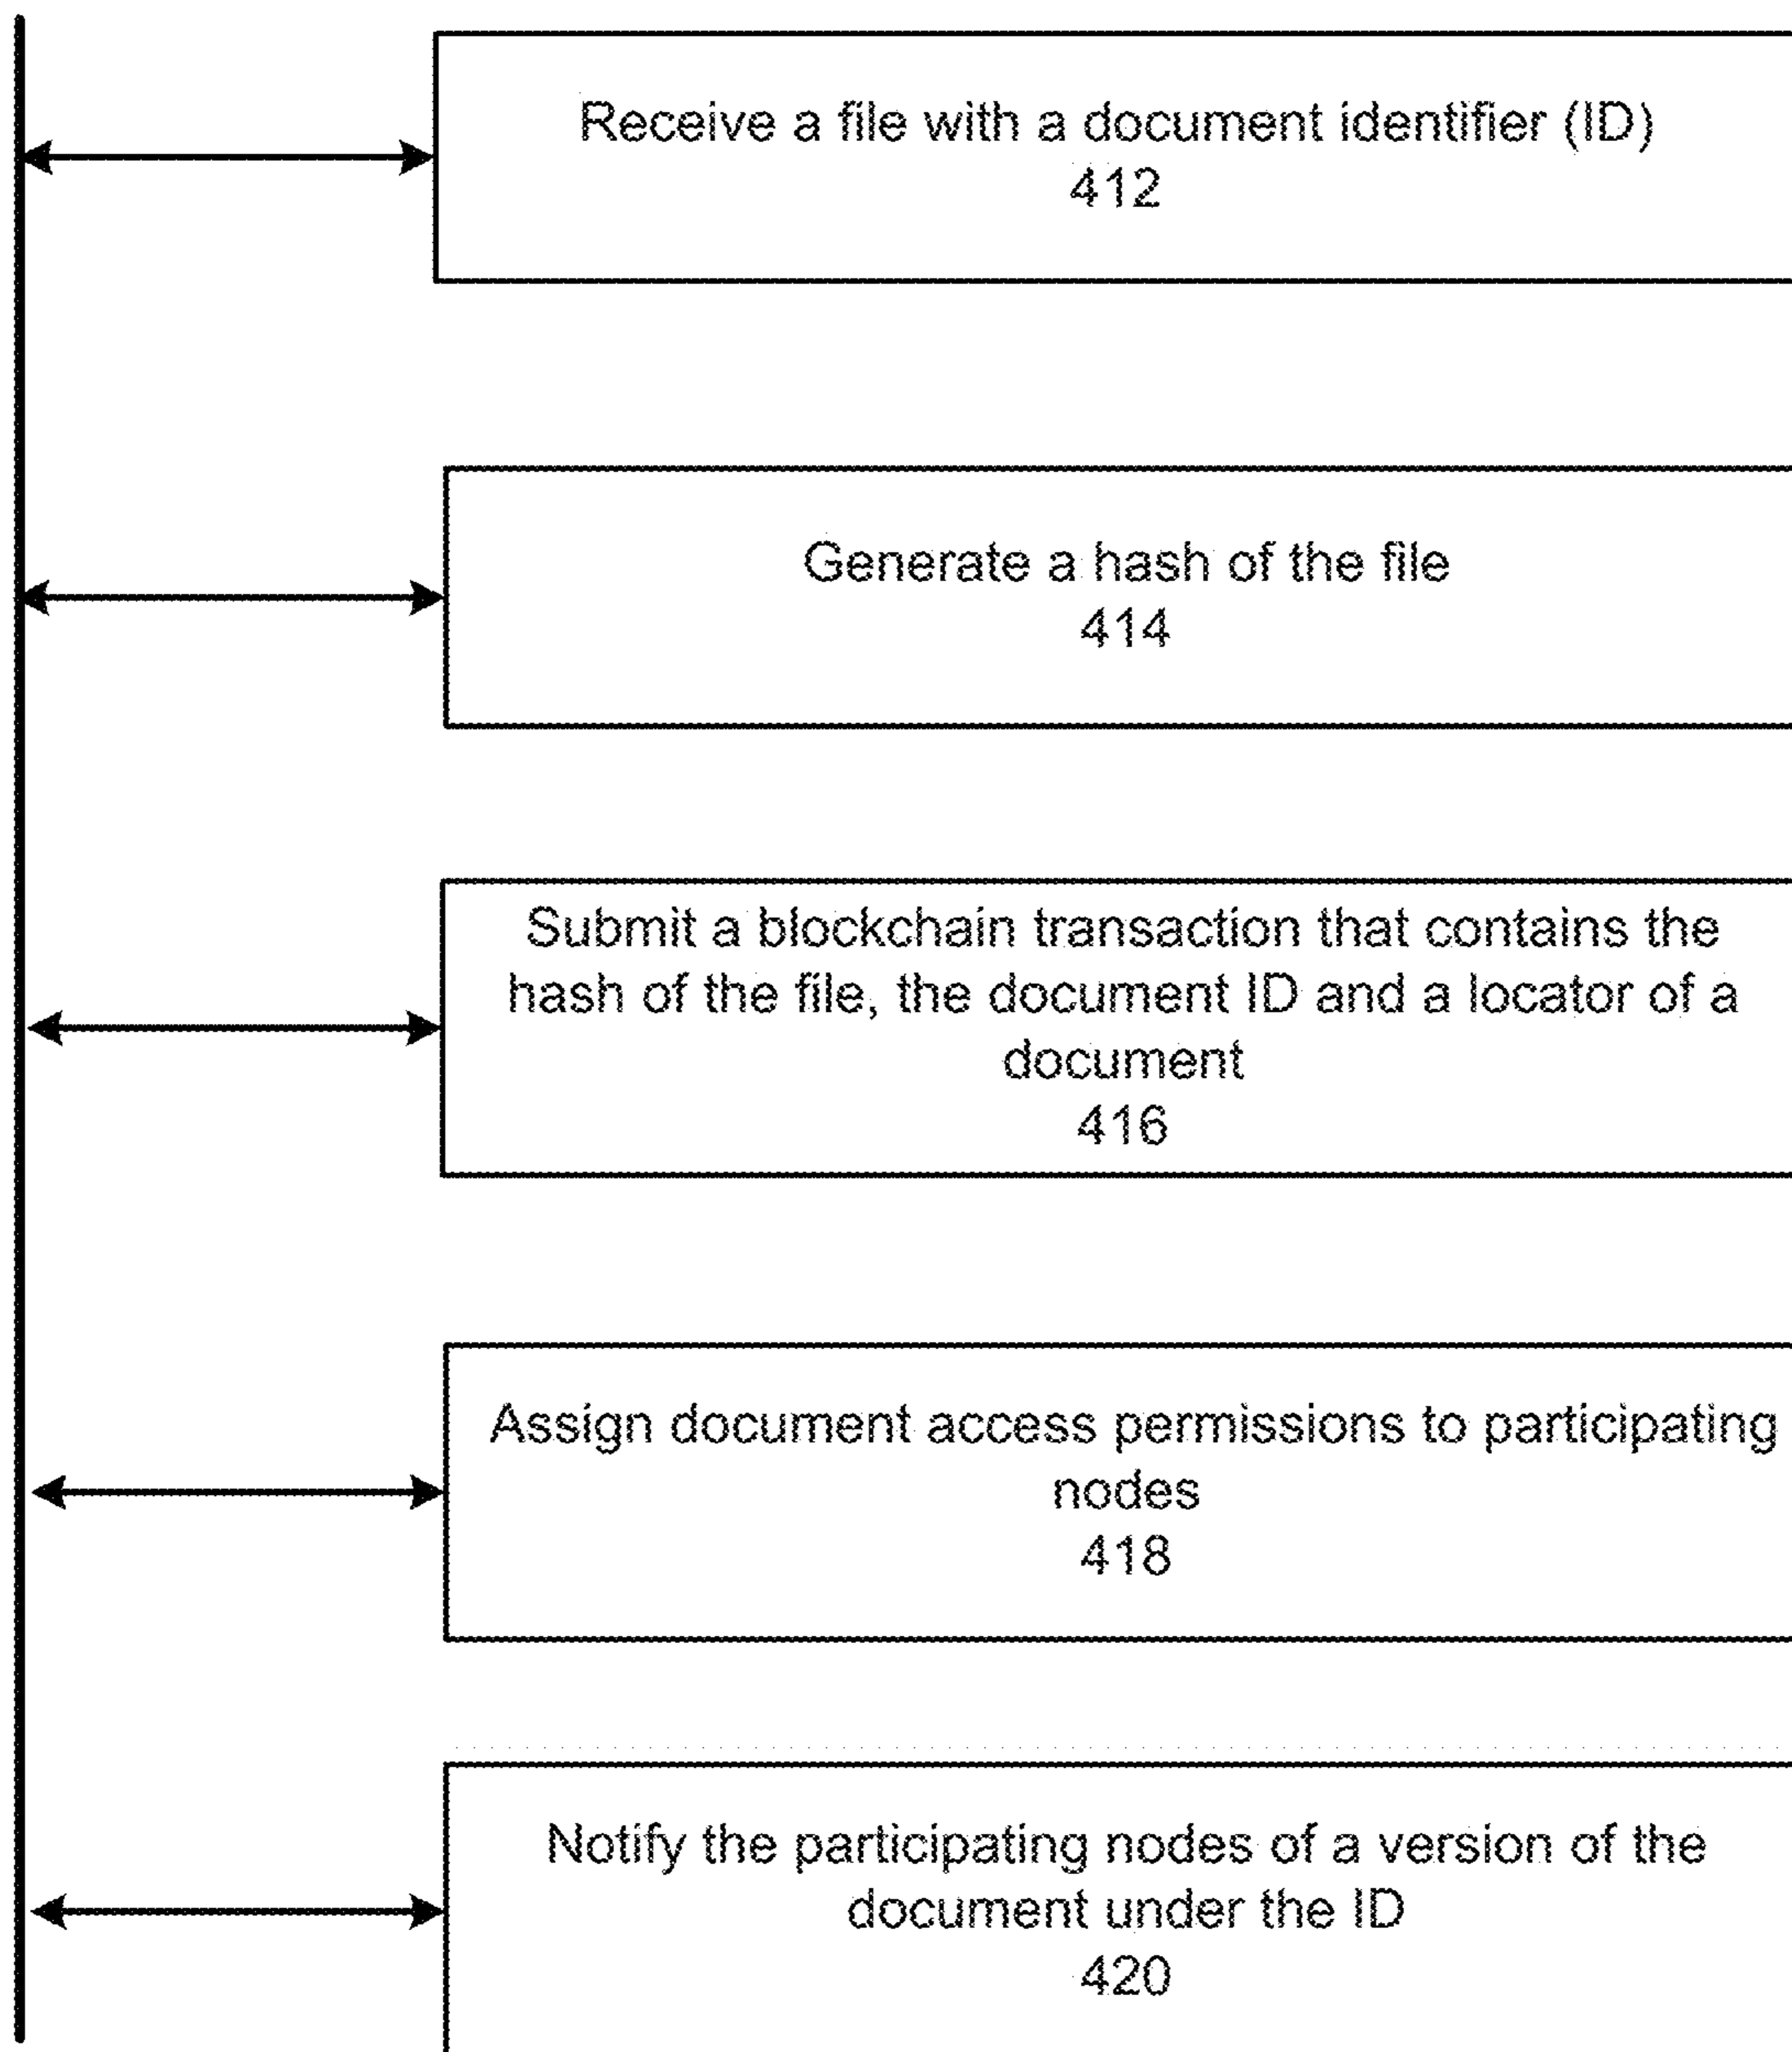 Receive a file with a document identifier (ID)
412
Generate a hash of the file
414
Submit a blockchain transaction that contains the
hash of the file, the document ID and a locator of a
document
416
Assign document access permissions to participating
nodes
418
Notify the participating nodes of a version of the
document under the ID
420